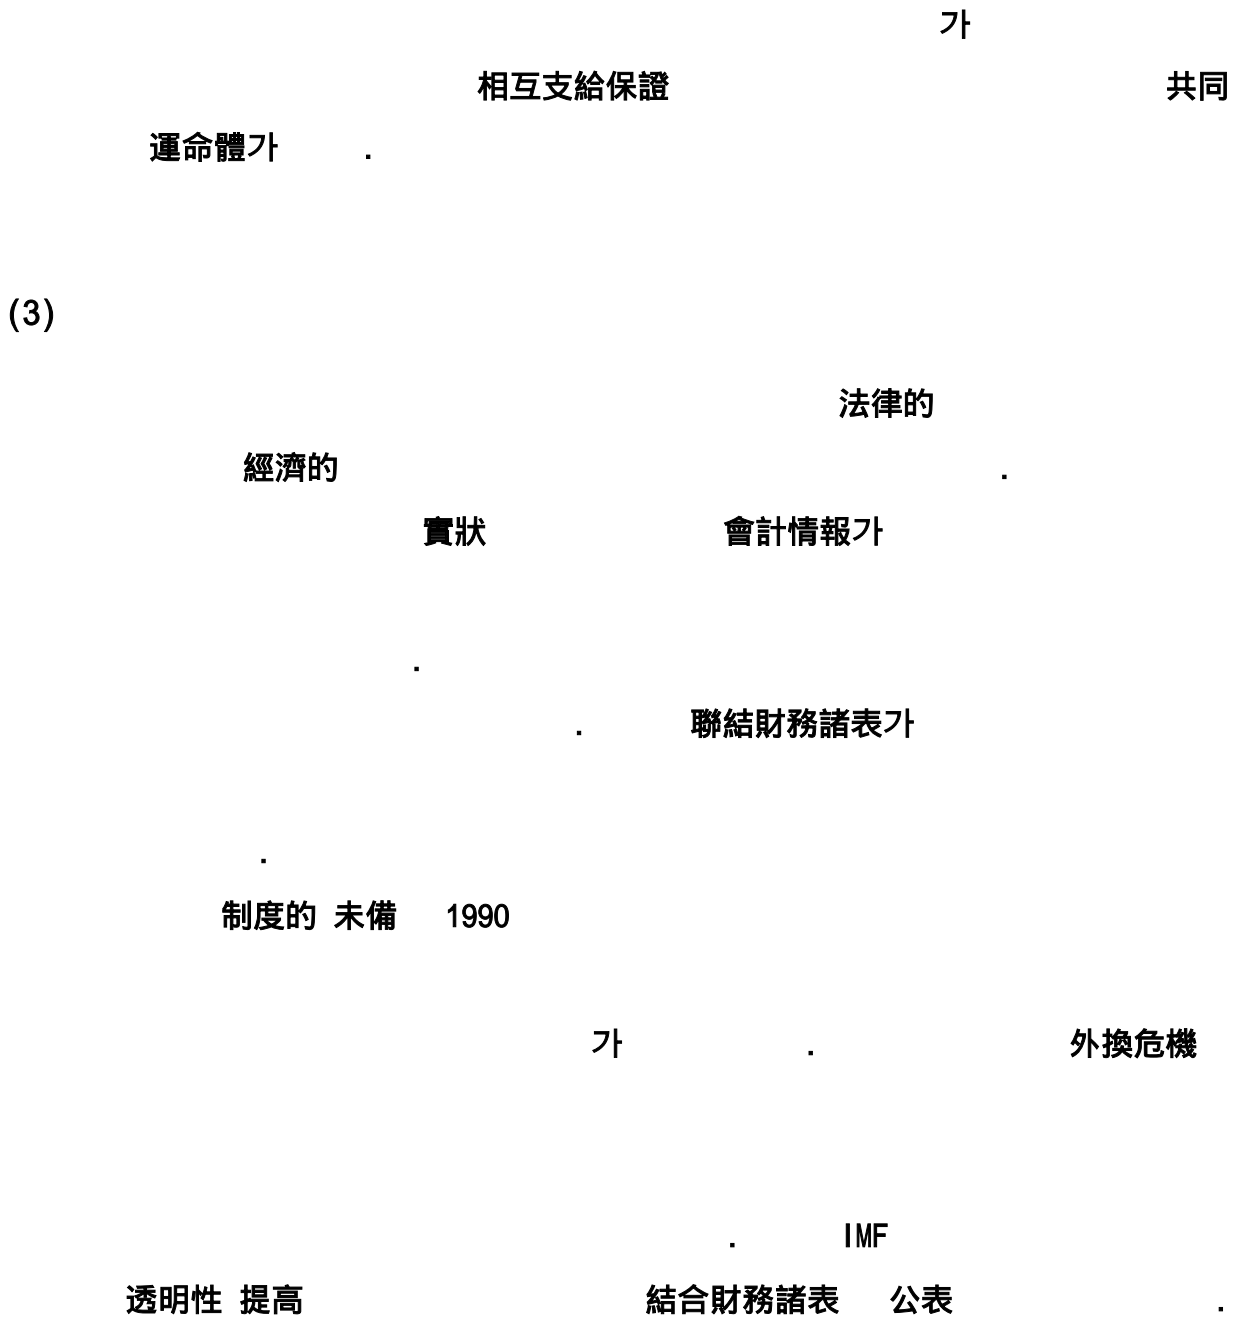 가
相互支給保證 共同
運命體가 .
(3)
法律的
經濟的 .
實狀 會計情報가
.
. 聯結財務諸表가
.
制度的 未備 1990
가 . 外換危機
. IMF
透明性 提高 結合財務諸表 公表 .